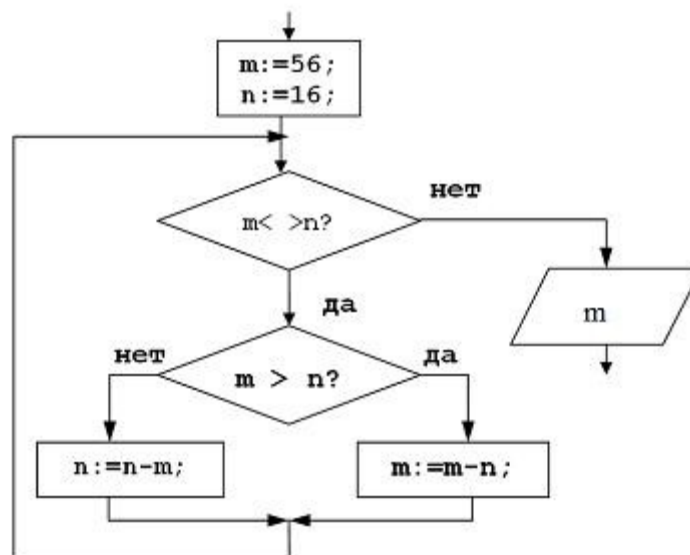 m:=56;
n:=16;
нет
m< >n?
m
да
нет
да
m > n?
n:=n-m;
m:=m-n;